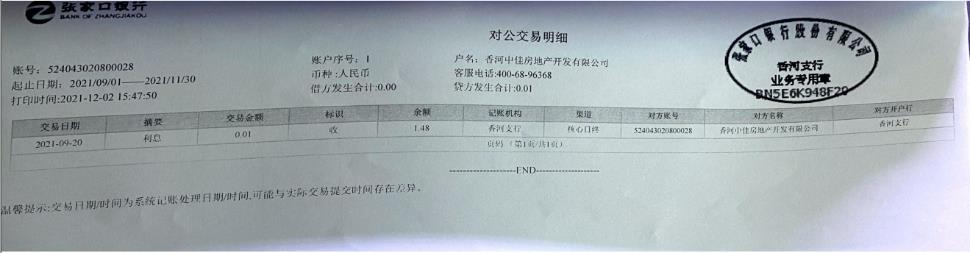 张家口银行
BANK OF ZHANGJIAKOU
对公交易明细
账号：524043020800028 账户序号：1 户名：香河中佳房地产开发有限公司
起止日期：2021/09/01——2021/11/30 币种:人民币 客服电话:400-68-96368
打印时间:2021-12-02 15:47:50 借方发生合计:0.00 贷方发生合计:0.01
张家口银行股份有限公司
香河支行
业务专用章
BN5E6K948F29
交易日期 摘要 交易金额 标识 余额 记账机构 渠道 对方账号 对方名称 对方开户行
2021-09-20 利息 0.01 收 1.48 香河支行 核心日终 524043020800028 香河中佳房地产开发有限公司 香河支行
页码（第1页/共1页）
----------------------END----------------------
温馨提示:交易日期/时间为系统记账处理日期/时间,可能与实际交易提交时间存在差异。